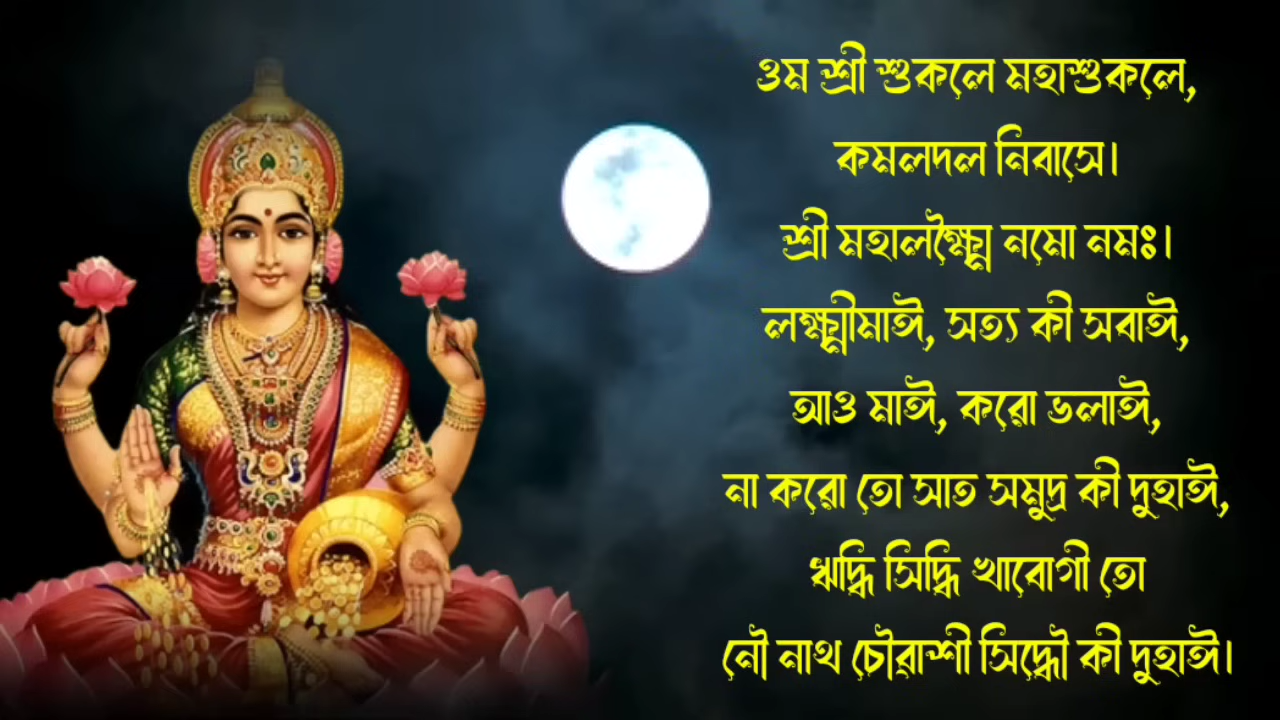 ওম শ্রী শুকলে মহাশুকলে,
কমলদল নিবাসে।
শ্রী মহালক্ষ্মৈ নমো নমঃ।
লক্ষ্মীমাঈ, সত্য কী সবাঈ,
আও মাঈ, করো ভলাঈ,
না করো তো সাত সমুদ্র কী দুহাঈ,
ঋদ্ধি সিদ্ধি খাবোগী তো
নৌ নাথ চৌরাশী সিদ্ধৌ কী দুহাঈ।